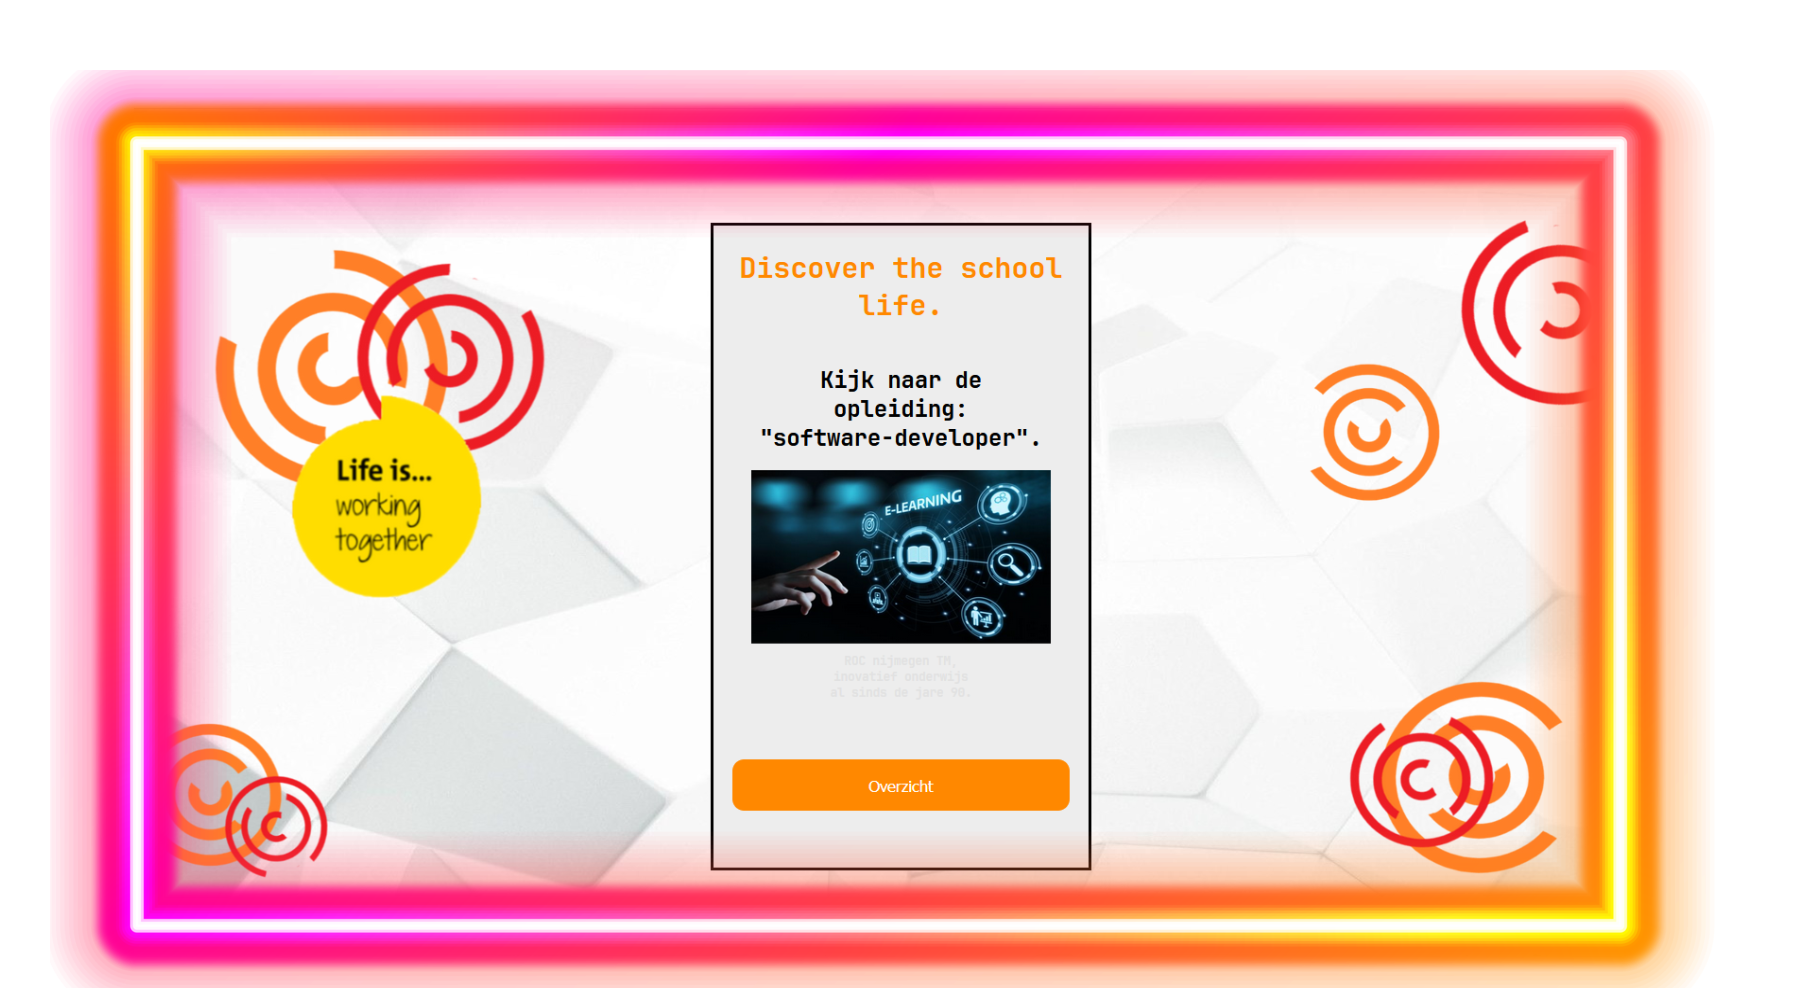 Discover the school
life.
Kijk naar de
opleiding:
"software-developer".
Life is...
working
together
E-LEARNING
ROC nijmegen TM,
inovatief onderwijs
al sinds de jare 90.
Overzicht